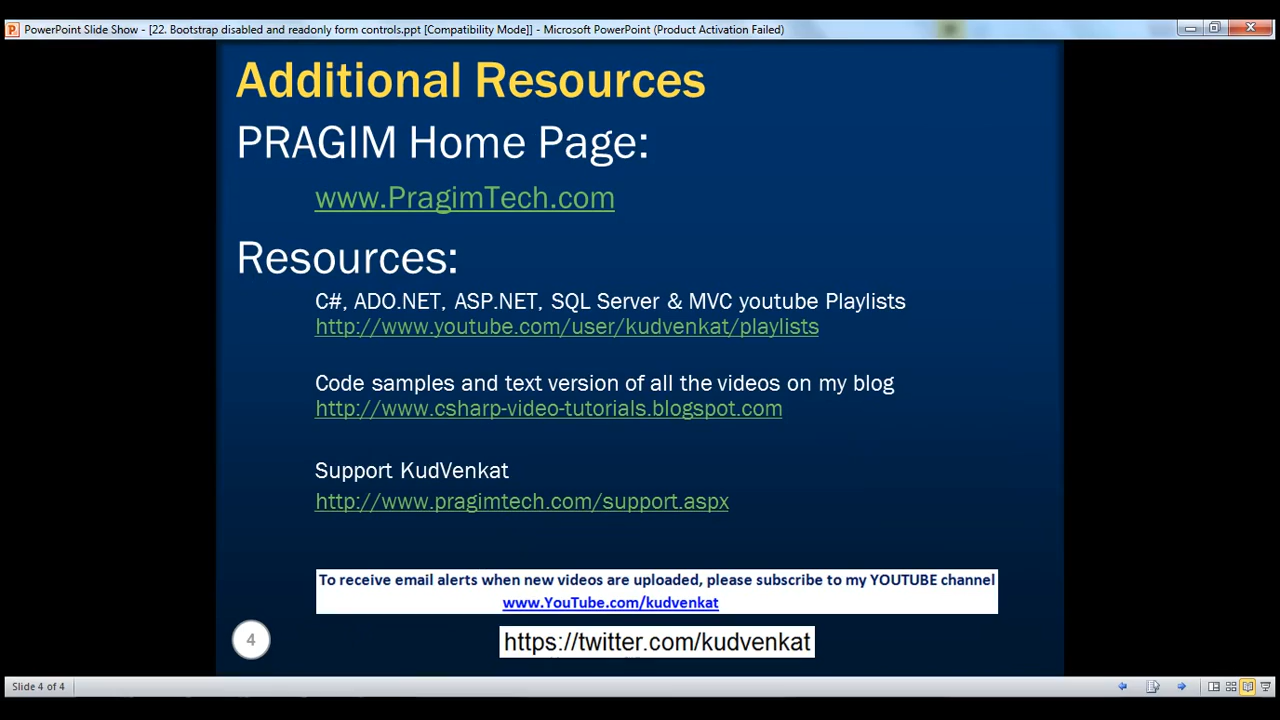 PowerPoint Slide Show - [22. Bootstrap disabled and readonly form controls.ppt [Compatibility Mode]] - Microsoft PowerPoint (Product Activation Failed)
Additional Resources
PRAGIM Home Page:
www.PragimTech.com
Resources:
C#, ADO.NET, ASP.NET, SQL Server & MVC youtube Playlists
http://www.youtube.com/user/kudvenkat/playlists
Code samples and text version of all the videos on my blog
http://www.csharp-video-tutorials.blogspot.com
Support KudVenkat
http://www.pragimtech.com/support.aspx
To receive email alerts when new videos are uploaded, please subscribe to my YOUTUBE channel
www.YouTube.com/kudvenkat
4
https://twitter.com/kudvenkat
Slide 4 of 4